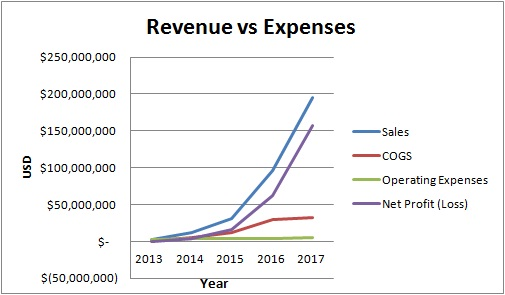 Revenue vs Expenses
$250,000,000
$200,000,000
$150,000,000
$100,000,000
$50,000,000
$-
$(50,000,000)
USD
2013 2014 2015 2016 2017
Year
Sales
COGS
Operating Expenses
Net Profit (Loss)